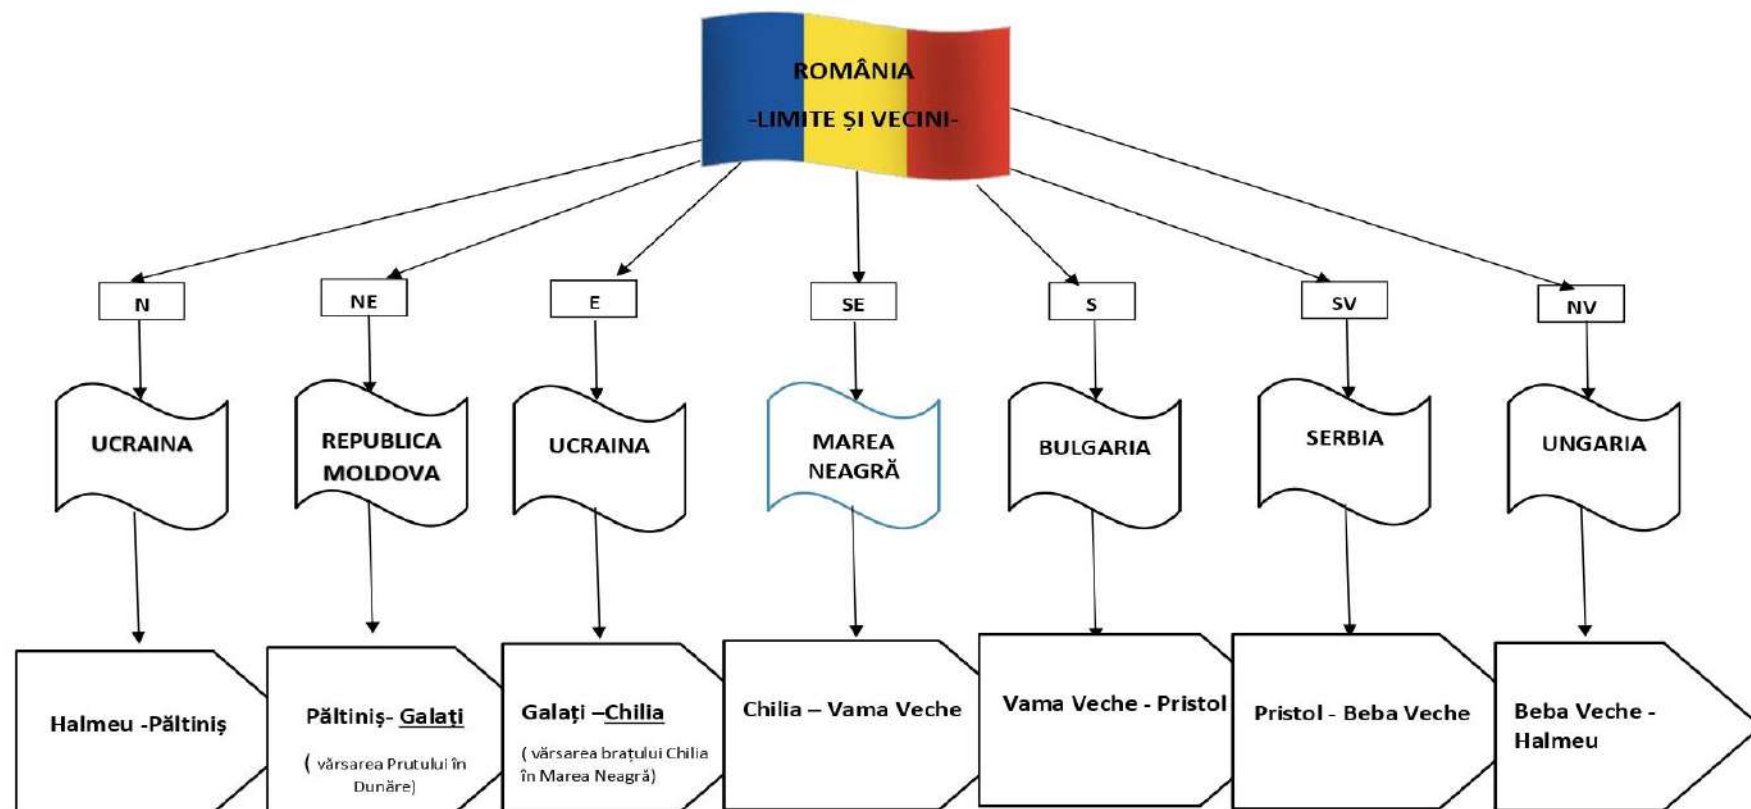 ROMÂNIA
-LIMITE ȘI VECINI-
N
NE
E
SE
S
SV
NV
UCRAINA
REPUBLICA
MOLDOVA
UCRAINA
MAREA
NEAGRĂ
BULGARIA
SERBIA
UNGARIA
Halmeu -Păltiniș
Păltiniș- Galați
( vărsarea Prutului în
Dunăre)
Galați –Chilia
( vărsarea brațului Chilia
în Marea Neagră)
Chilia – Vama Veche
Vama Veche - Pristol
Pristol - Beba Veche
Beba Veche -
Halmeu